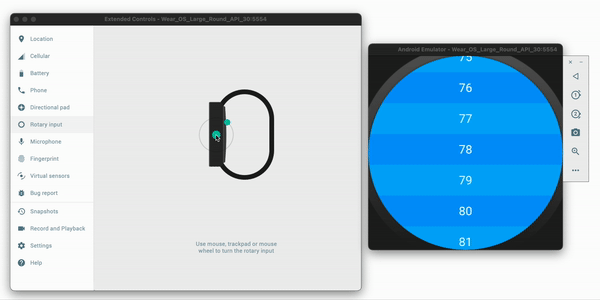 Extended Controls - Wear_OS_Large_Round_API_30:5554
Location
Cellular
Battery
Phone
Directional pad
Rotary input
Microphone
Fingerprint
Virtual sensors
Bug report
Snapshots
Record and Playback
Settings
Help
Use mouse, trackpad or mouse
wheel to turn the rotary input
Android Emulator - Wear_OS_Large_Round_API_30:5554
75
76
77
78
79
80
81